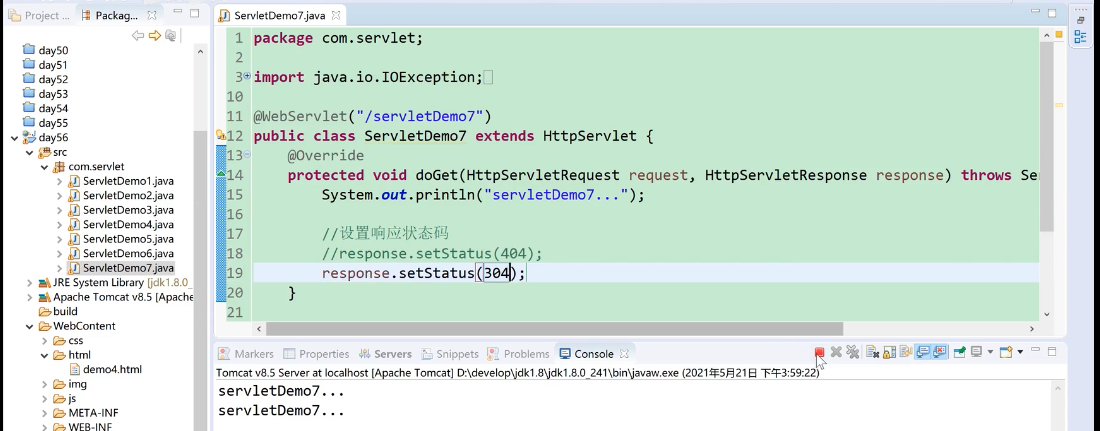 Project ...
Packag...
day50
day51
day52
day53
day54
day55
day56
src
com.servlet
ServletDemo1.java
ServletDemo2.java
ServletDemo3.java
ServletDemo4.java
ServletDemo5.java
ServletDemo6.java
ServletDemo7.java
JRE System Library [jdk1.8.0_
Apache Tomcat v8.5 [Apache
build
WebContent
css
html
demo4.html
img
js
META-INF
WEB-INF
ServletDemo7.java
1 package com.servlet;
2
3 import java.io.IOException;
10
11 @WebServlet("/servletDemo7")
12 public class ServletDemo7 extends HttpServlet {
13 @Override
14 protected void doGet(HttpServletRequest request, HttpServletResponse response) throws Se
15 System.out.println("servletDemo7...");
16
17 //设置响应状态码
18 //response.setStatus(404);
19 response.setStatus(304);
20 }
21
Markers
Properties
Servers
Snippets
Problems
Console
Tomcat v8.5 Server at localhost [Apache Tomcat] D:\develop\jdk1.8\jdk1.8.0_241\bin\javaw.exe (2021年5月21日 下午3:59:22)
servletDemo7...
servletDemo7...